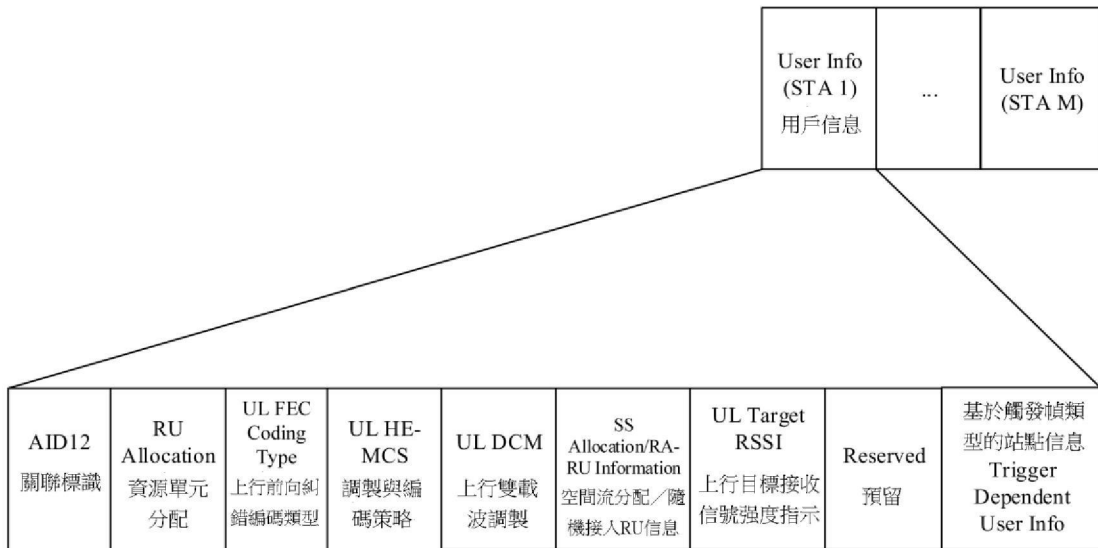 User Info
(STA 1)
用戶信息
...
User Info
(STA M)
AID12
關聯標識
RU
Allocation
資源單元
分配
UL FEC
Coding
Type
上行前向糾
錯編碼類型
UL HE-
MCS
調製與編
碼策略
UL DCM
上行雙載
波調製
SS
Allocation/RA-
RU Information
空間流分配／隨
機接入RU信息
UL Target
RSSI
上行目標接收
信號强度指示
Reserved
預留
基於觸發幀類
型的站點信息
Trigger
Dependent
User Info